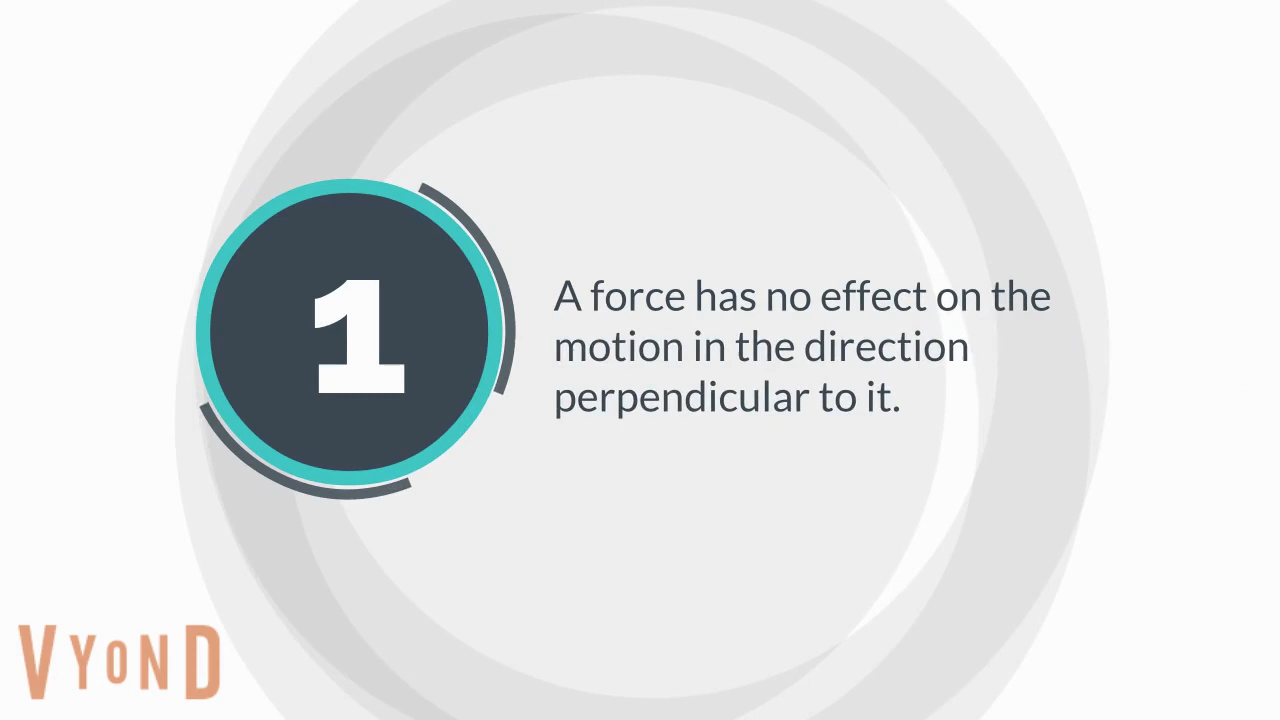 1
A force has no effect on the
motion in the direction
perpendicular to it.
VYOND